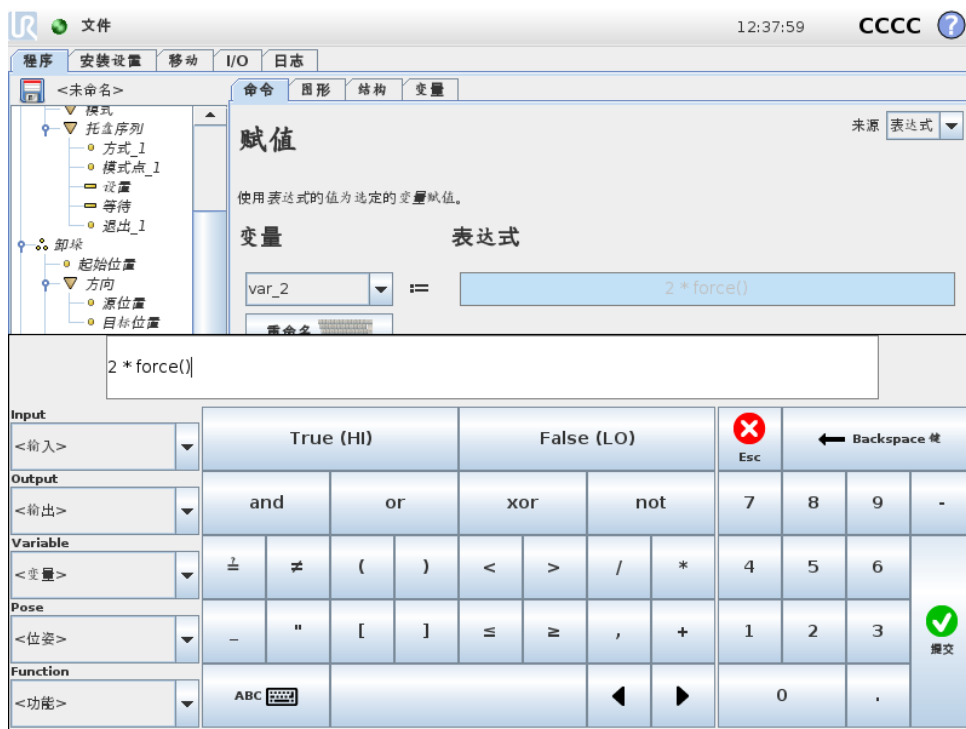 UR 文件 12:37:59 CCCC ?
程序 安装设置 移动 I/O 日志
<未命名> 命令 图形 结构 变量
模式
托盒序列
方式_1
模式点_1
设置
等待
退出_1
卸垛
起始位置
方向
源位置
目标位置
赋值
来源 表达式
使用表达式的值为选定的变量赋值。
变量 表达式
var_2 := 2 * force()
重命名
2 * force()
Input
<输入>
Output
<输出>
Variable
<变量>
Pose
<位姿>
Function
<功能>
True (HI) False (LO) Esc Backspace 键
and or xor not 7 8 9 -
≟ ≠ ( ) < > / * 4 5 6
_ " [ ] ≤ ≥ , + 1 2 3 提交
ABC 0 .